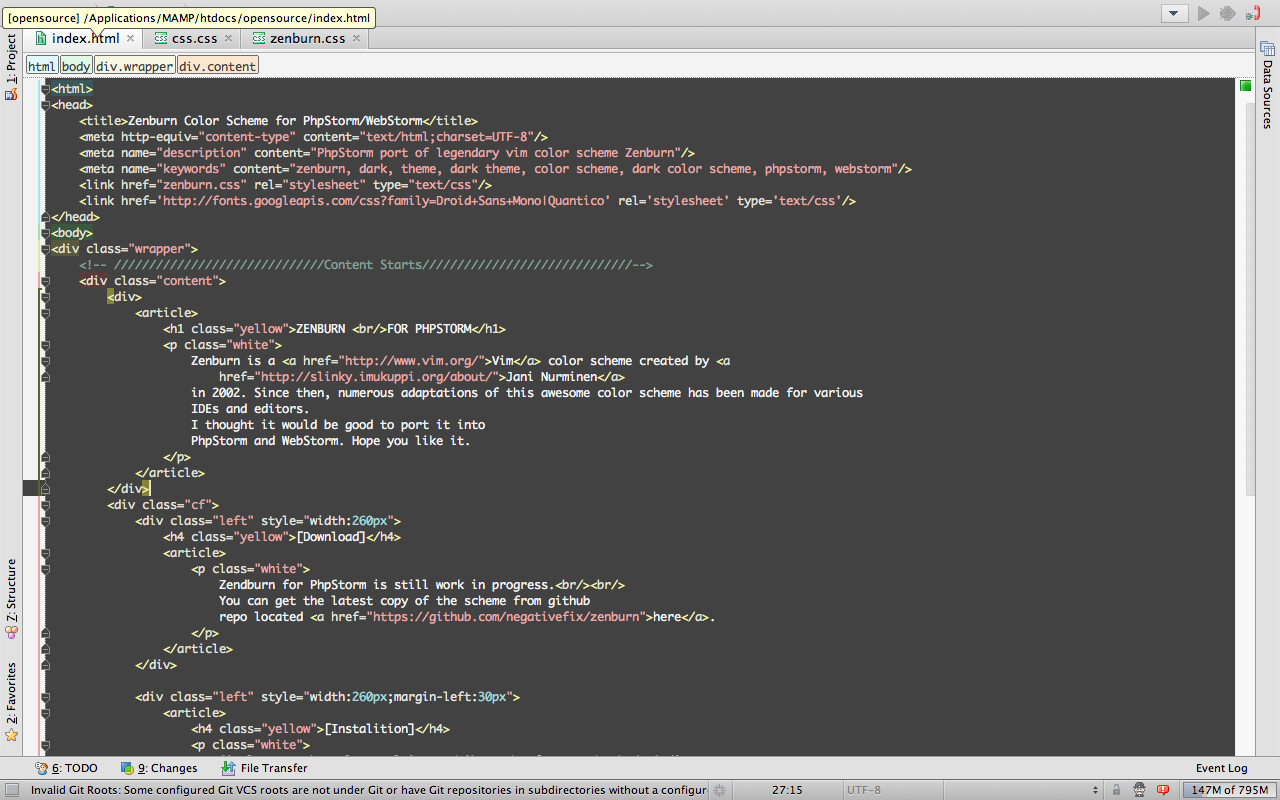 [opensource] /Applications/MAMP/htdocs/opensource/index.html
index.html
css.css
zenburn.css
html body div.wrapper div.content
1: Project
Data Sources
<html>
<head>
<title>Zenburn Color Scheme for PhpStorm/WebStorm</title>
<meta http-equiv="content-type" content="text/html;charset=UTF-8"/>
<meta name="description" content="PhpStorm port of legendary vim color scheme Zenburn"/>
<meta name="keywords" content="zenburn, dark, theme, dark theme, color scheme, dark color scheme, phpstorm, webstorm"/>
<link href="zenburn.css" rel="stylesheet" type="text/css"/>
<link href='http://fonts.googleapis.com/css?family=Droid+Sans+Mono|Quantico' rel='stylesheet' type='text/css'/>
</head>
<body>
<div class="wrapper">
<!-- //////////////////////////////Content Starts//////////////////////////////-->
<div class="content">
<div>
<article>
<h1 class="yellow">ZENBURN <br/>FOR PHPSTORM</h1>
<p class="white">
Zenburn is a <a href="http://www.vim.org/">Vim</a> color scheme created by <a
href="http://slinky.imukuppi.org/about/">Jani Nurminen</a>
in 2002. Since then, numerous adaptations of this awesome color scheme has been made for various
IDEs and editors.
I thought it would be good to port it into
PhpStorm and WebStorm. Hope you like it.
</p>
</article>
</div>
<div class="cf">
<div class="left" style="width:260px">
<h4 class="yellow">[Download]</h4>
<article>
<p class="white">
Zendburn for PhpStorm is still work in progress.<br/><br/>
You can get the latest copy of the scheme from github
repo located <a href="https://github.com/negativefix/zenburn">here</a>.
</p>
</article>
</div>
<div class="left" style="width:260px;margin-left:30px">
<article>
<h4 class="yellow">[Instalition]</h4>
<p class="white">
Z: Structure
2: Favorites
6: TODO
9: Changes
File Transfer
Event Log
Invalid Git Roots: Some configured Git VCS roots are not under Git or have Git repositories in subdirectories without a configur
27:15
UTF-8
147M of 795M